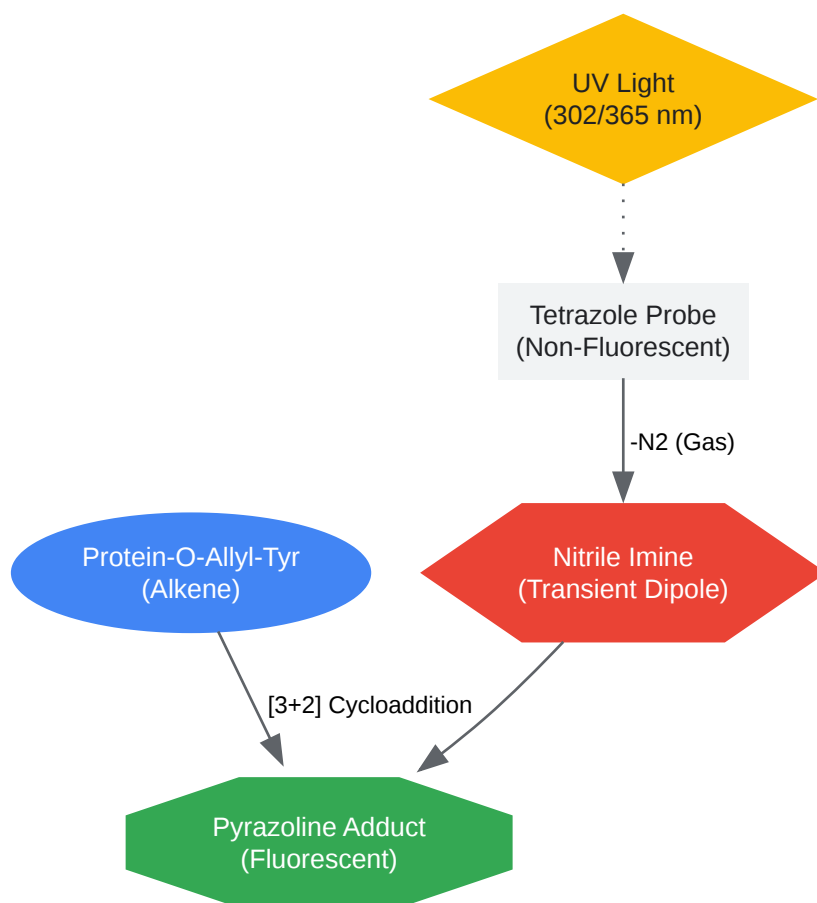 UV Light
(302/365 nm)
Tetrazole Probe
(Non-Fluorescent)
-N2 (Gas)
Protein-O-Allyl-Tyr
(Alkene)
Nitrile Imine
(Transient Dipole)
[3+2] Cycloaddition
Pyrazoline Adduct
(Fluorescent)